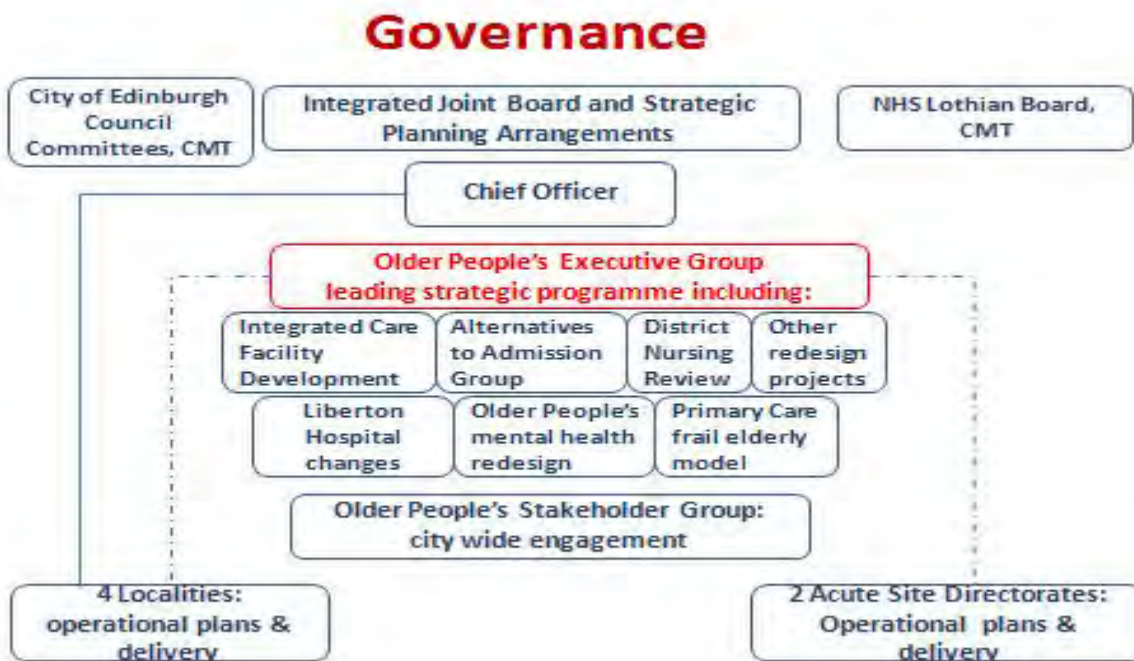 Governance
City of Edinburgh
Council
Committees, CMT
Integrated Joint Board and Strategic
Planning Arrangements
NHS Lothian Board,
CMT
Chief Officer
Older People's Executive Group
leading strategic programme including:
Integrated Care
Facility
Development
Alternatives
to Admission
Group
District
Nursing
Review
Other
redesign
projects
Liberton
Hospital
changes
Older People's
mental health
redesign
Primary Care
frail elderly
model
Older People's Stakeholder Group:
city wide engagement
4 Localities:
operational plans &
delivery
2 Acute Site Directorates:
Operational plans &
delivery